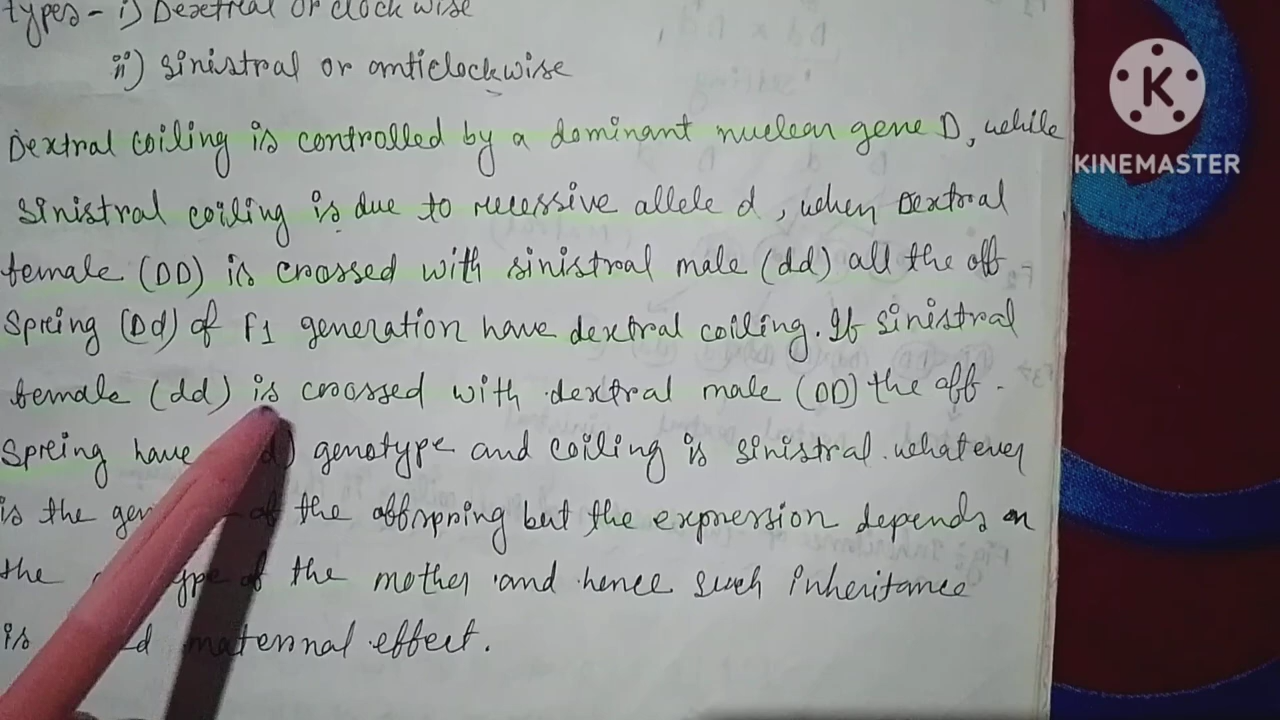 types - i) Dextral or clock wise
ii) sinistral or anticlockwise
Dextral coiling is controlled by a dominant nuclear gene D, while
sinistral coiling is due to recessive allele d, when Dextral
female (DD) is crossed with sinistral male (dd) all the off-
spring (Dd) of F1 generation have dextral coiling. If sinistral
female (dd) is crossed with dextral male (DD) the off-
spring have d) genotype and coiling is sinistral. whatever
is the of the offspring but the expression depends on
the of the mother and hence such inheritance
is maternal effect.
K
KINEMASTER